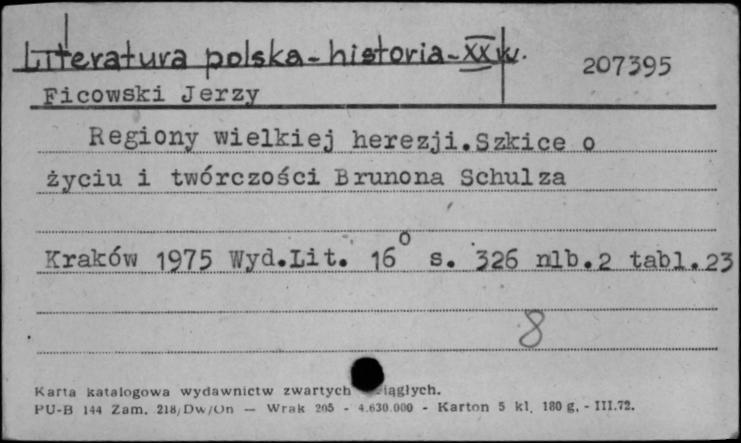 Literatura polska-historia-XX w.
207395
Ficowski Jerzy
Regiony wielkiej herezji.Szkice o
życiu i twórczości Brunona Schulza
Kraków 1975 Wyd.Lit. 16° s. 326 nlb.2 tabl.23
8
Karta katalogowa wydawnictw zwartych iągłych.
PU-B 144 Zam. 218/Dw/On — Wrak 205 - 4.630.000 - Karton 5 kl. 180 g. - III.72.